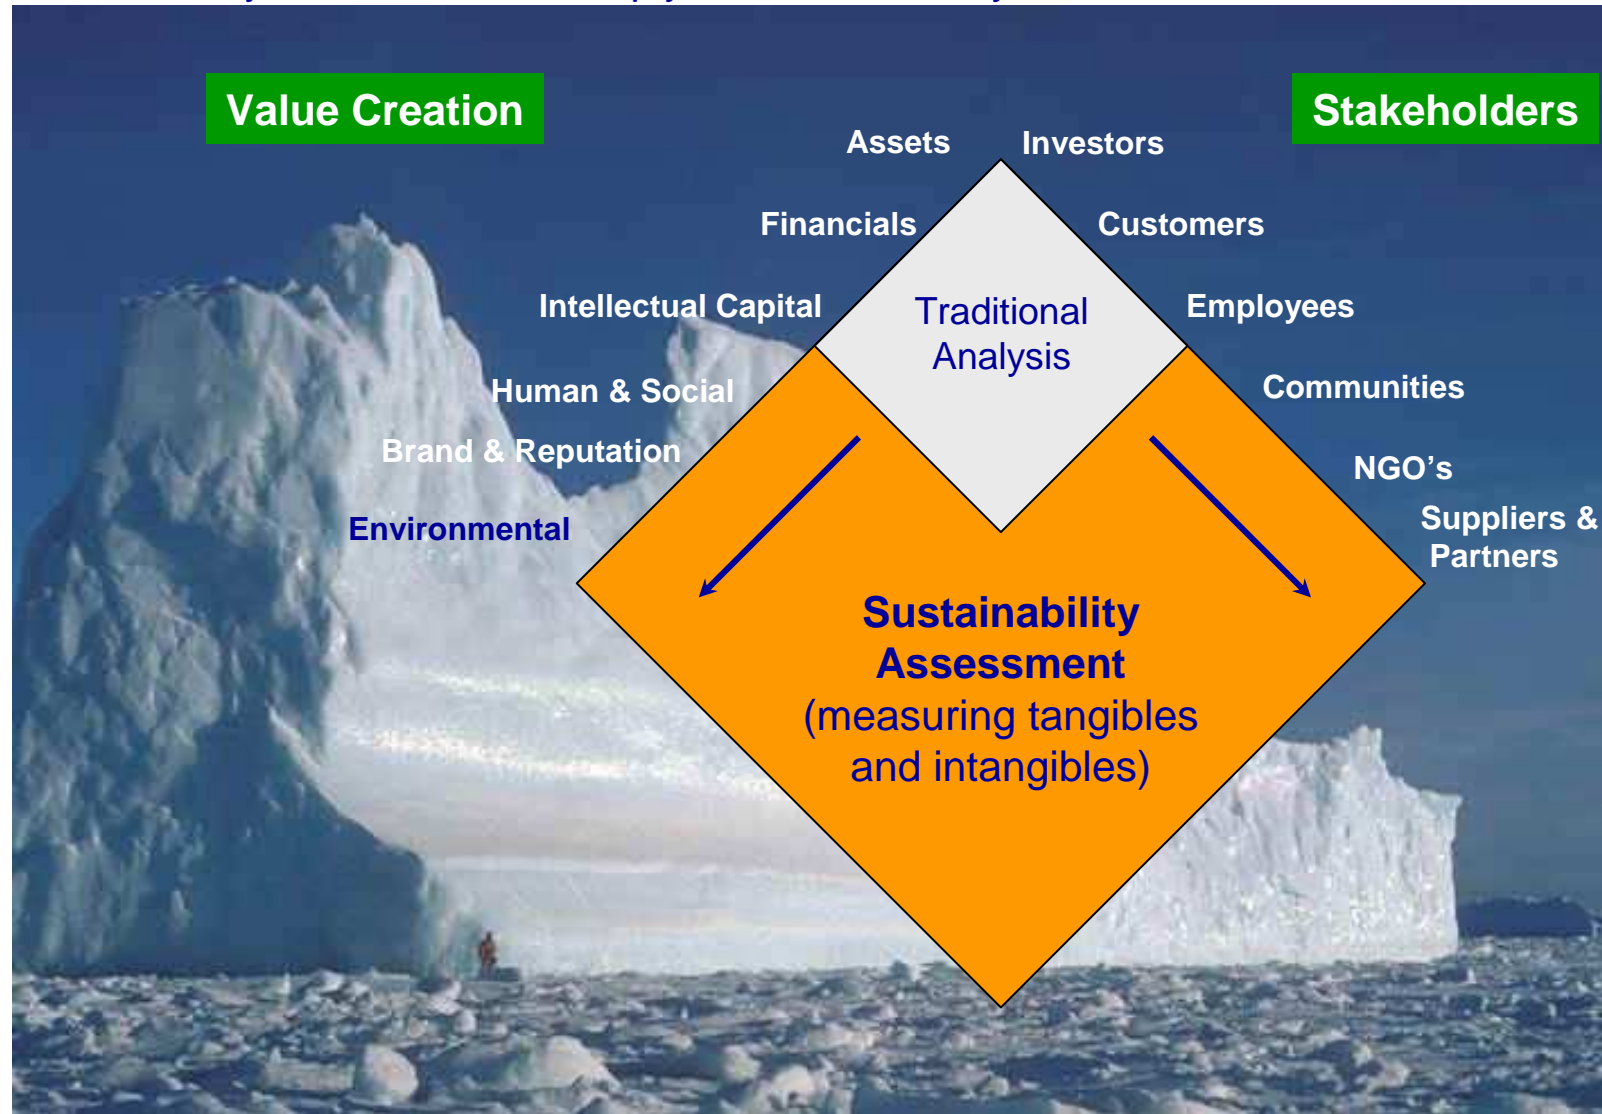 Value Creation
Stakeholders
Assets
Investors
Financials
Customers
Intellectual Capital
Employees
Traditional
Analysis
Human & Social
Communities
Brand & Reputation
NGO’s
Environmental
Suppliers &
Partners
Sustainability
Assessment
(measuring tangibles
and intangibles)